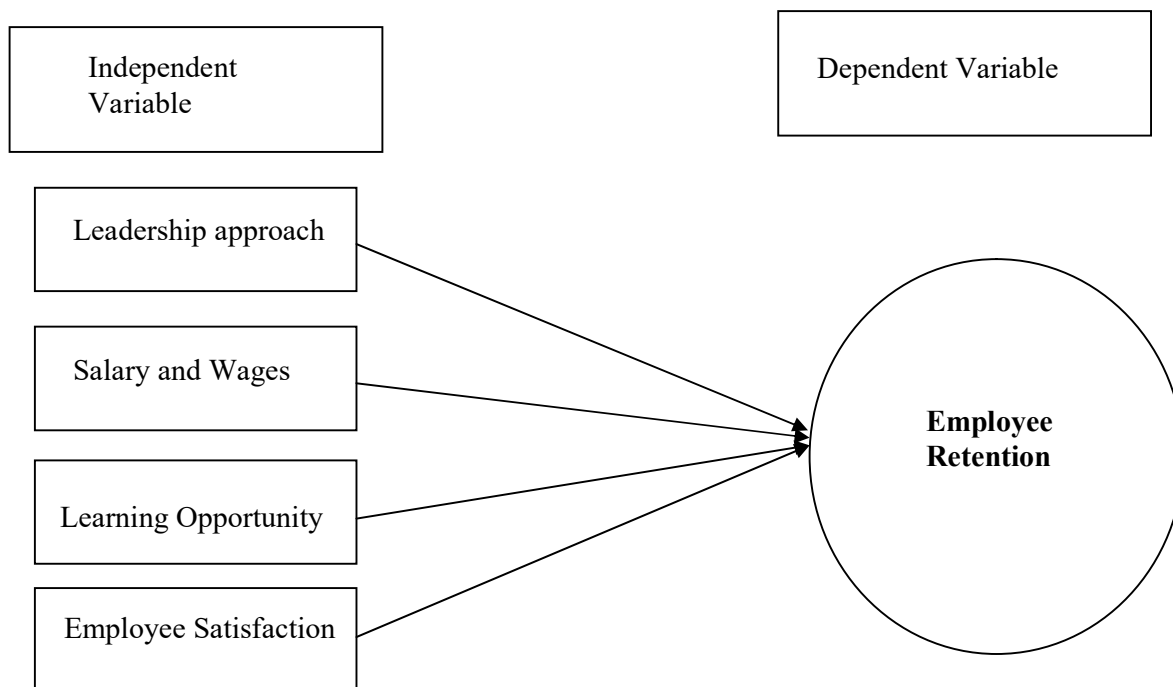 Independent
Variable
Dependent Variable
Leadership approach
Salary and Wages
Learning Opportunity
Employee Satisfaction
Employee
Retention